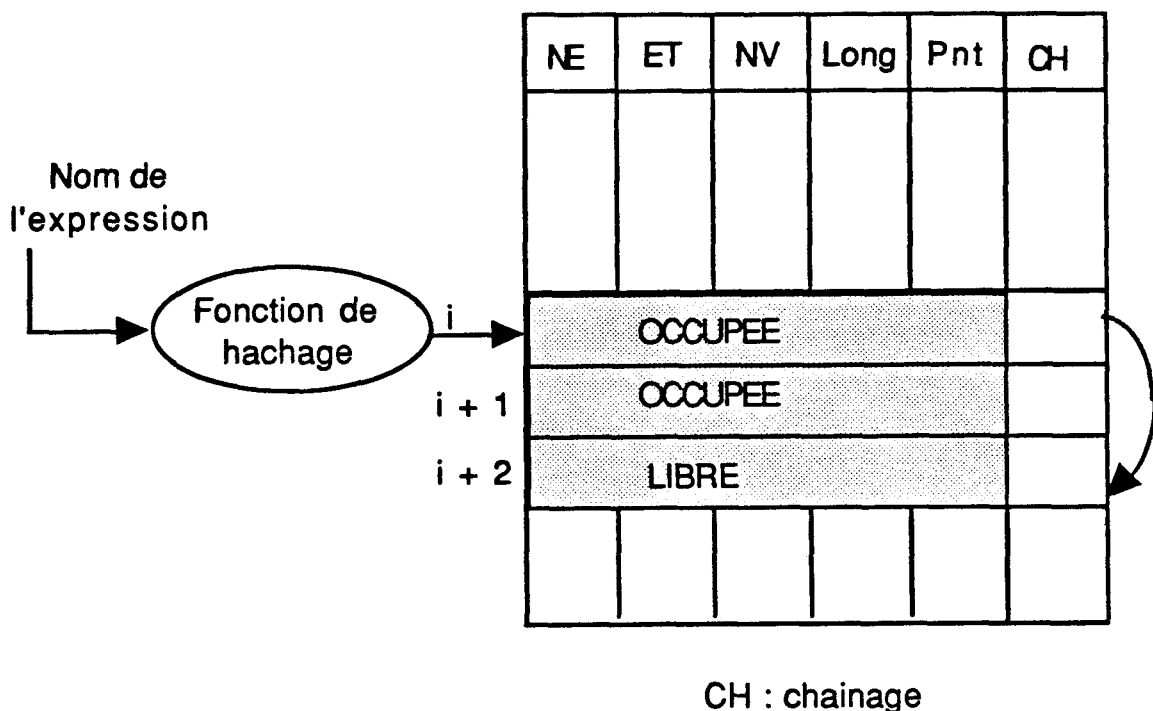 NE ET NV Long Pnt CH
Nom de
l'expression
Fonction de
hachage
i
OCCUPEE
i + 1
OCCUPEE
i + 2
LIBRE
CH : chainage